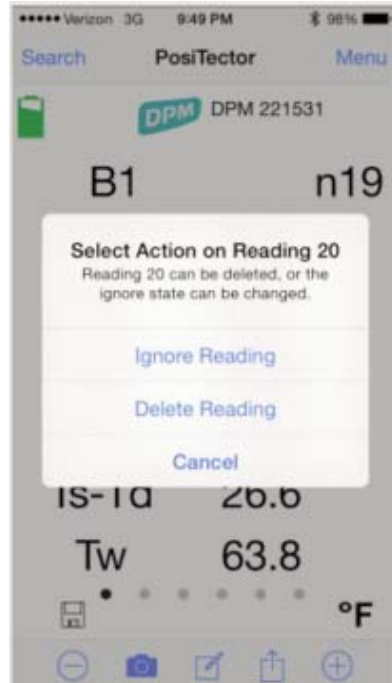 Verizon 3G 9:49 PM 98%
Search PosiTector Menu
DPM DPM 221531
B1 n19
Select Action on Reading 20
Reading 20 can be deleted, or the
ignore state can be changed.
Ignore Reading
Delete Reading
Cancel
Ts-Td 26.6
Tw 63.8
°F